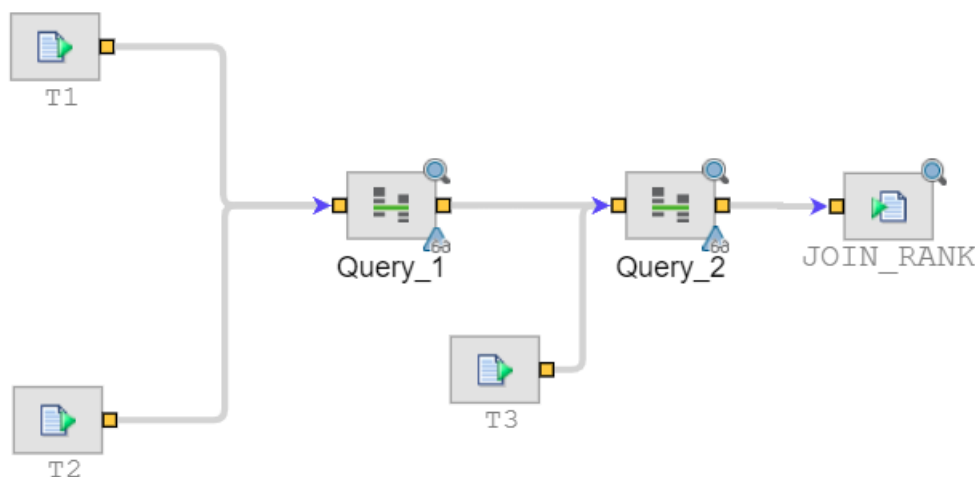 T1
Query_1
Query_2
JOIN_RANK
T3
T2